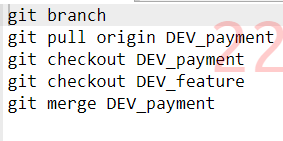 git branch
git pull origin DEV_payment
git checkout DEV_payment
git checkout DEV_feature
git merge DEV_payment
22